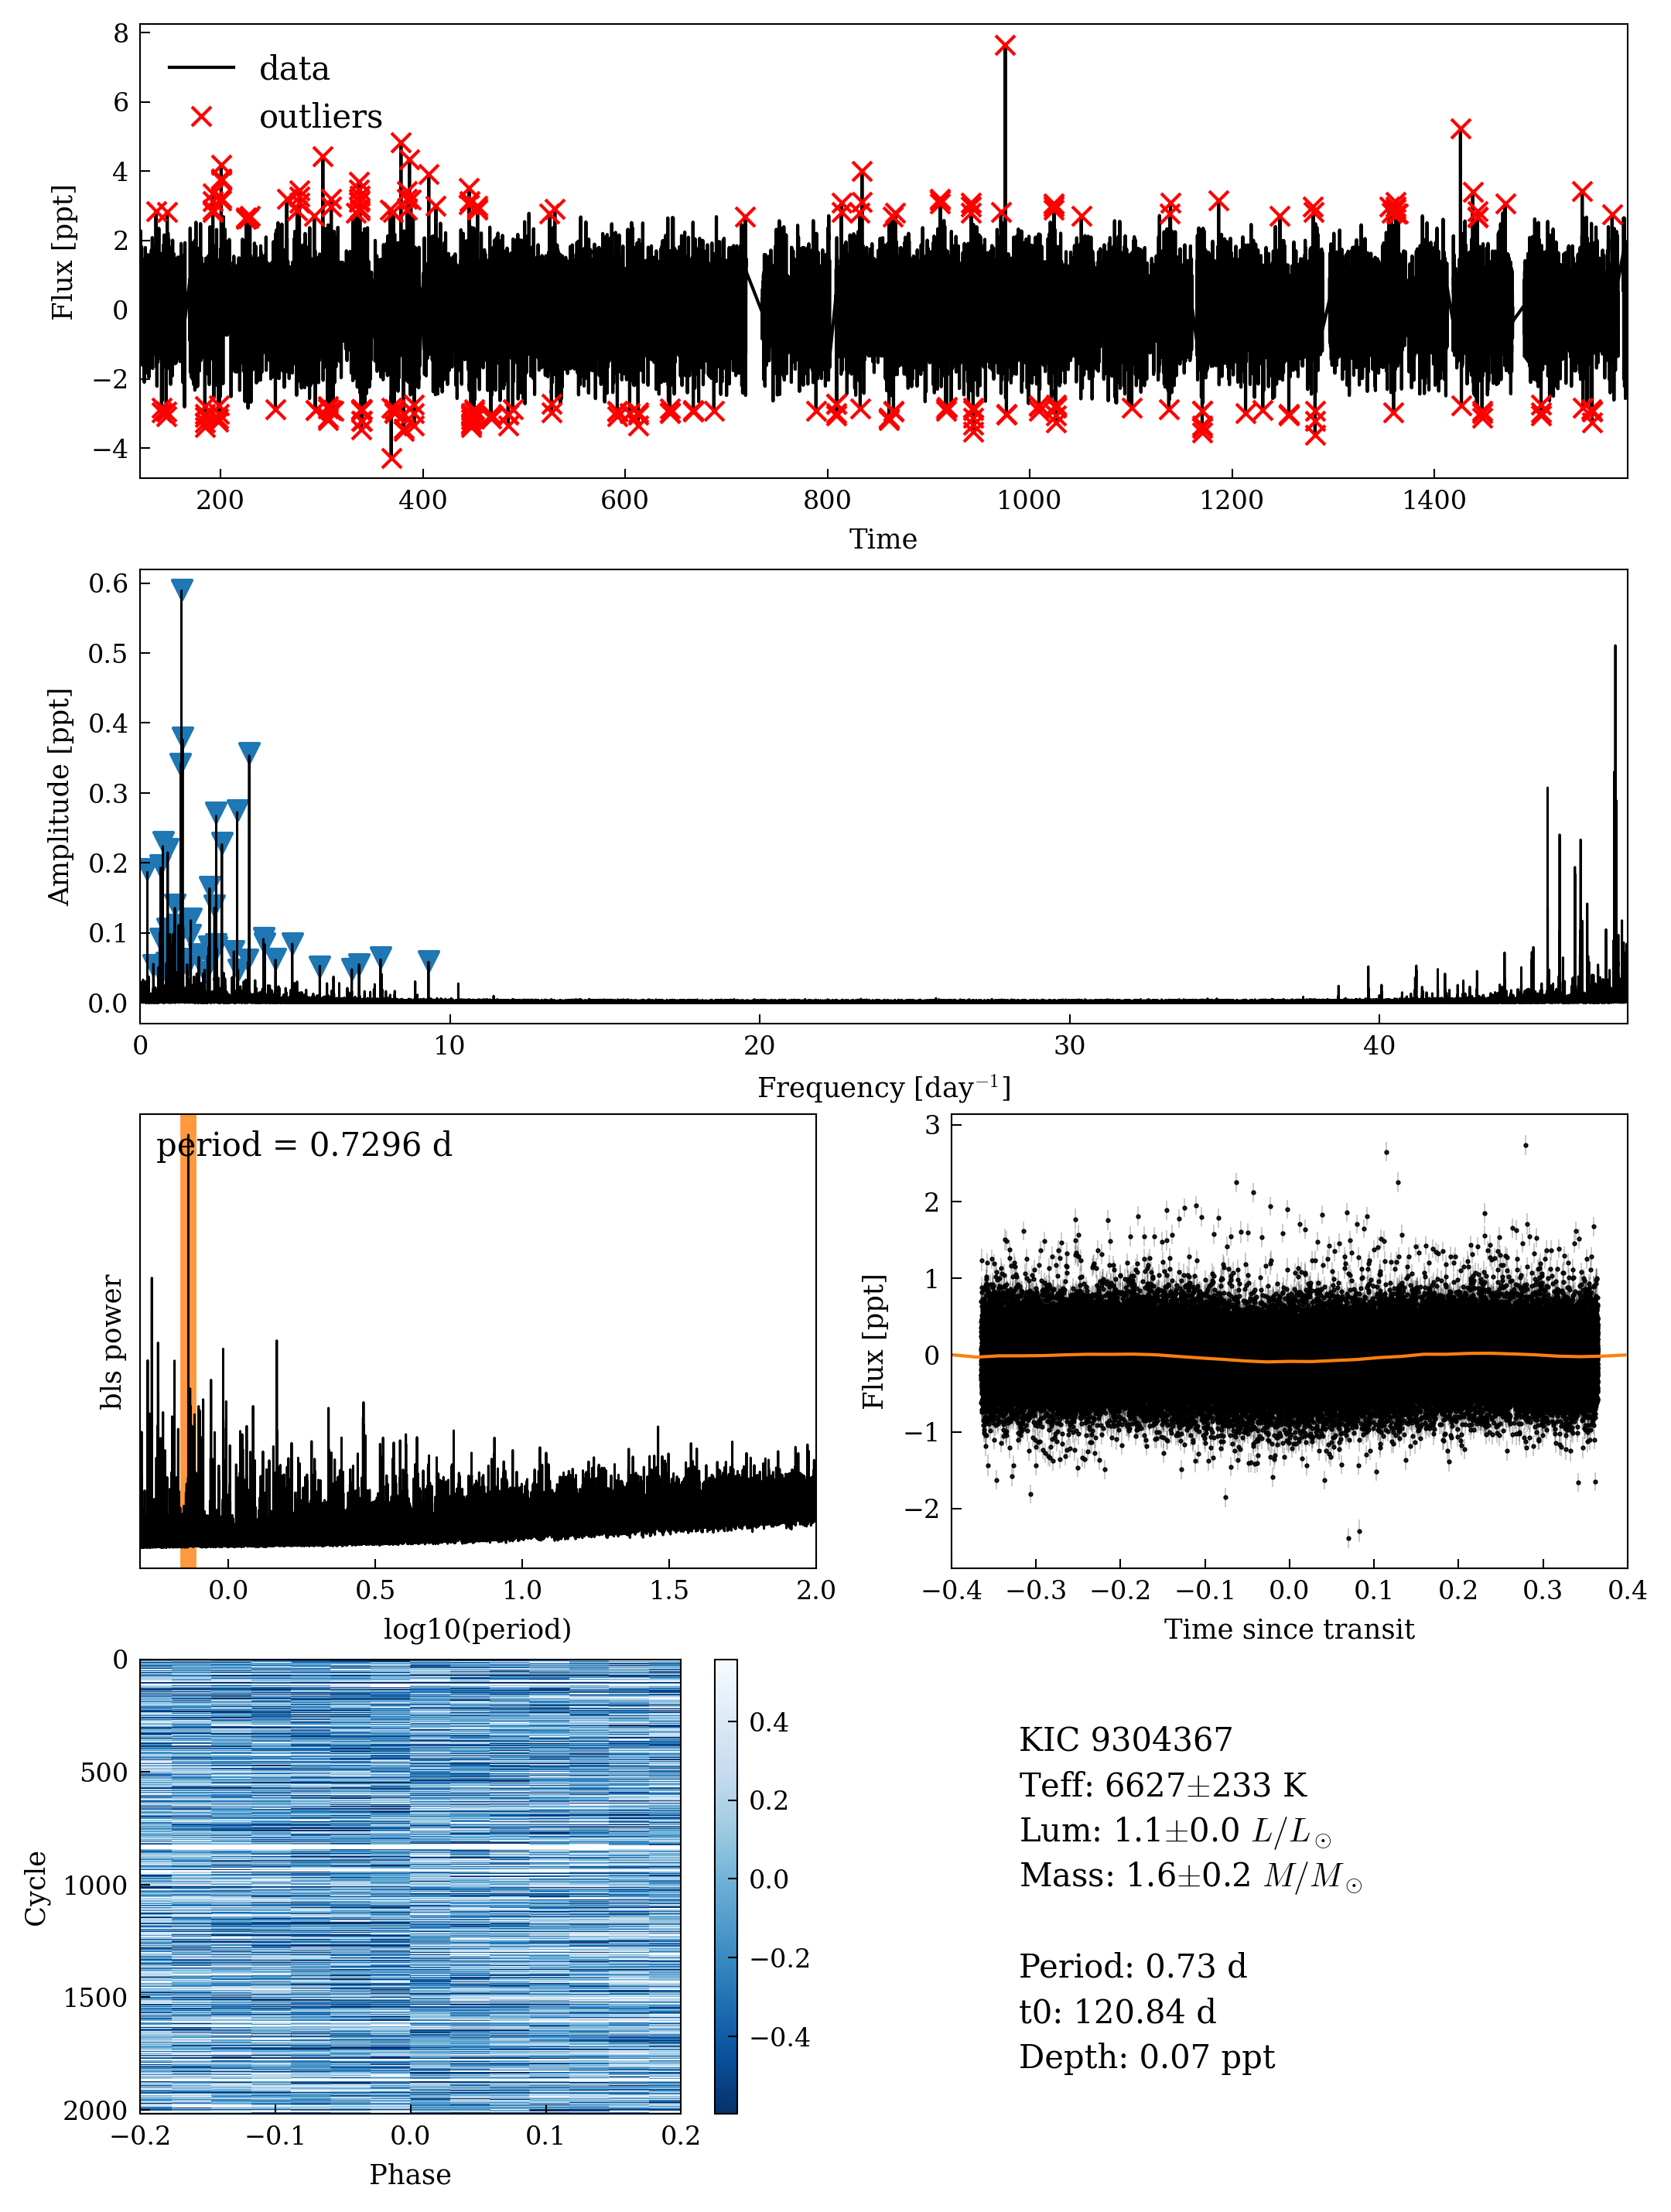 8
6
4
2
0
−2
−4
Flux [ppt]
data
outliers
200 400 600 800 1000 1200 1400
Time
0.6
0.5
0.4
0.3
0.2
0.1
0.0
Amplitude [ppt]
0 10 20 30 40
Frequency [day⁻¹]
period = 0.7296 d
bls power
0.0 0.5 1.0 1.5 2.0
log10(period)
3
2
1
0
−1
−2
Flux [ppt]
−0.4 −0.3 −0.2 −0.1 0.0 0.1 0.2 0.3 0.4
Time since transit
0
500
1000
1500
2000
Cycle
−0.2 −0.1 0.0 0.1 0.2
Phase
0.4
0.2
0.0
−0.2
−0.4
KIC 9304367
Teff: 6627±233 K
Lum: 1.1±0.0 L/L⊙
Mass: 1.6±0.2 M/M⊙
Period: 0.73 d
t0: 120.84 d
Depth: 0.07 ppt